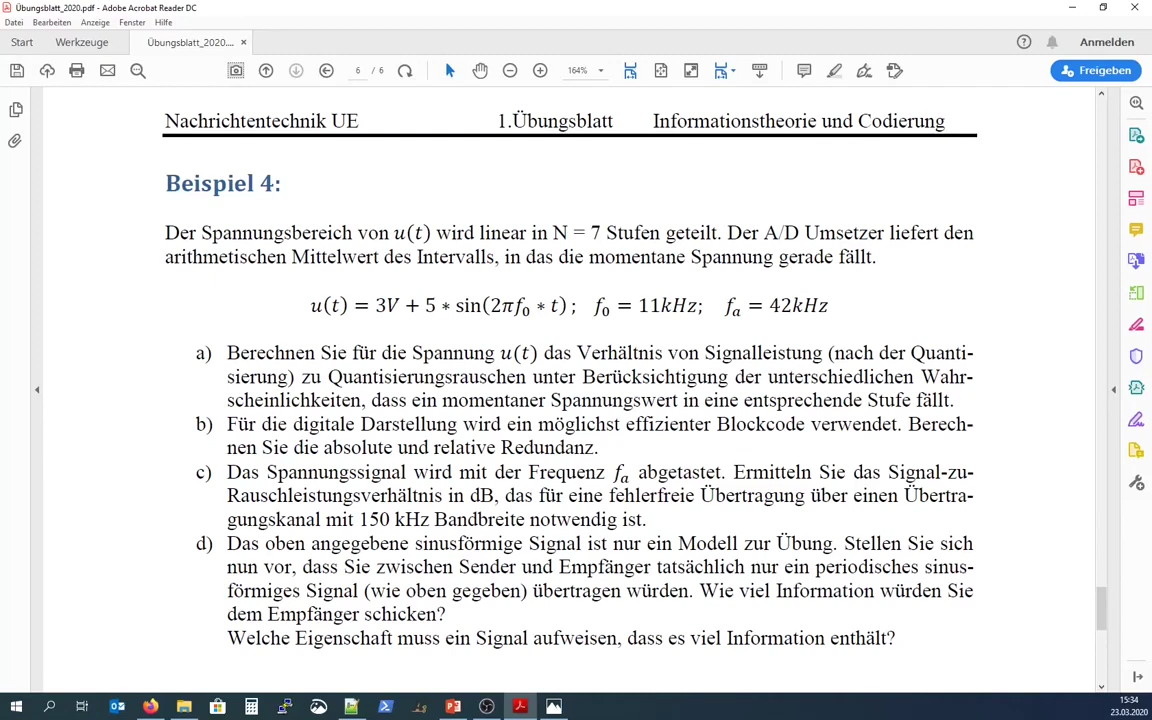 Übungsblatt_2020.pdf - Adobe Acrobat Reader DC
Datei Bearbeiten Anzeige Fenster Hilfe
Start Werkzeuge Übungsblatt_2020.... × Anmelden
6 / 6 164% Freigeben
Nachrichtentechnik UE 1.Übungsblatt Informationstheorie und Codierung
Beispiel 4:
Der Spannungsbereich von u(t) wird linear in N = 7 Stufen geteilt. Der A/D Umsetzer liefert den
arithmetischen Mittelwert des Intervalls, in das die momentane Spannung gerade fällt.
u(t) = 3V + 5 ∗ sin(2πf₀ ∗ t) ; f₀ = 11kHz; fₐ = 42kHz
a) Berechnen Sie für die Spannung u(t) das Verhältnis von Signalleistung (nach der Quanti-
sierung) zu Quantisierungsrauschen unter Berücksichtigung der unterschiedlichen Wahr-
scheinlichkeiten, dass ein momentaner Spannungswert in eine entsprechende Stufe fällt.
b) Für die digitale Darstellung wird ein möglichst effizienter Blockcode verwendet. Berech-
nen Sie die absolute und relative Redundanz.
c) Das Spannungssignal wird mit der Frequenz fₐ abgetastet. Ermitteln Sie das Signal-zu-
Rauschleistungsverhältnis in dB, das für eine fehlerfreie Übertragung über einen Übertra-
gungskanal mit 150 kHz Bandbreite notwendig ist.
d) Das oben angegebene sinusförmige Signal ist nur ein Modell zur Übung. Stellen Sie sich
nun vor, dass Sie zwischen Sender und Empfänger tatsächlich nur ein periodisches sinus-
förmiges Signal (wie oben gegeben) übertragen würden. Wie viel Information würden Sie
dem Empfänger schicken?
Welche Eigenschaft muss ein Signal aufweisen, dass es viel Information enthält?
15:34
23.03.2020